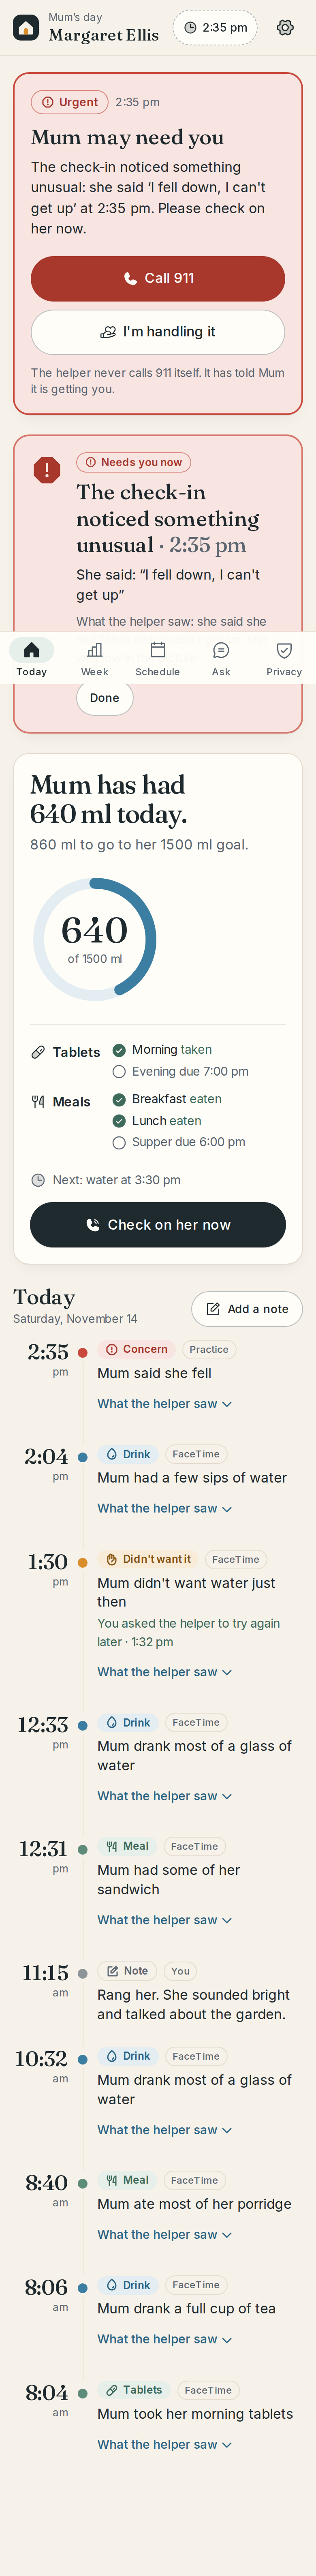 Mum's day
Margaret Ellis
2:35 pm
Urgent
2:35 pm
Mum may need you
The check-in noticed something
unusual: she said ‘I fell down, I can't
get up’ at 2:35 pm. Please check on
her now.
Call 911
I'm handling it
The helper never calls 911 itself. It has told Mum
it is getting you.
Needs you now
The check-in
noticed something
unusual · 2:35 pm
She said: “I fell down, I can't
get up”
What the helper saw: she said she
Today
Week
Schedule
Ask
Privacy
Done
Mum has had
640 ml today.
860 ml to go to her 1500 ml goal.
640
of 1500 ml
Tablets
Morning taken
Evening due 7:00 pm
Meals
Breakfast eaten
Lunch eaten
Supper due 6:00 pm
Next: water at 3:30 pm
Check on her now
Today
Saturday, November 14
Add a note
2:35
pm
Concern
Practice
Mum said she fell
What the helper saw
2:04
pm
Drink
FaceTime
Mum had a few sips of water
What the helper saw
1:30
pm
Didn't want it
FaceTime
Mum didn't want water just
then
You asked the helper to try again
later · 1:32 pm
What the helper saw
12:33
pm
Drink
FaceTime
Mum drank most of a glass of
water
What the helper saw
12:31
pm
Meal
FaceTime
Mum had some of her
sandwich
What the helper saw
11:15
am
Note
You
Rang her. She sounded bright
and talked about the garden.
10:32
am
Drink
FaceTime
Mum drank most of a glass of
water
What the helper saw
8:40
am
Meal
FaceTime
Mum ate most of her porridge
What the helper saw
8:06
am
Drink
FaceTime
Mum drank a full cup of tea
What the helper saw
8:04
am
Tablets
FaceTime
Mum took her morning tablets
What the helper saw